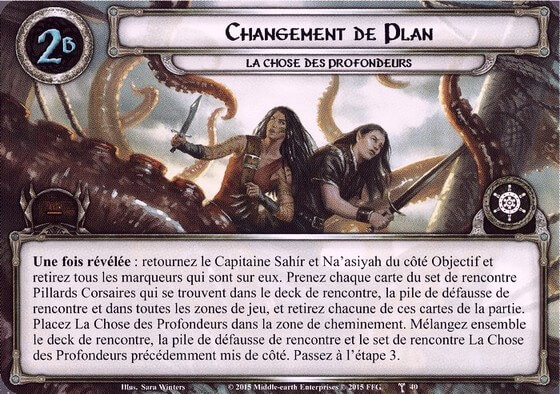 2B
CHANGEMENT DE PLAN
LA CHOSE DES PROFONDEURS
Une fois révélée : retournez le Capitaine Sahír et Na'asiyah du côté Objectif et
retirez tous les marqueurs qui sont sur eux. Prenez chaque carte du set de rencontre
Pillards Corsaires qui se trouvent dans le deck de rencontre, la pile de défausse de
rencontre et dans toutes les zones de jeu, et retirez chacune de ces cartes de la partie.
Placez La Chose des Profondeurs dans la zone de cheminement. Mélangez ensemble
le deck de rencontre, la pile de défausse de rencontre et le set de rencontre La Chose
des Profondeurs précédemment mis de côté. Passez à l'étape 3.
Illus. Sara Winters © 2015 Middle-earth Enterprises © 2015 FFG 40